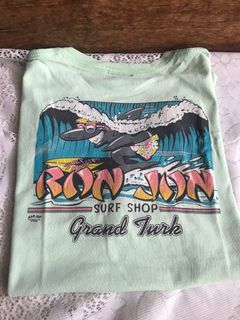 RON JON
SURF SHOP
Grand Turk